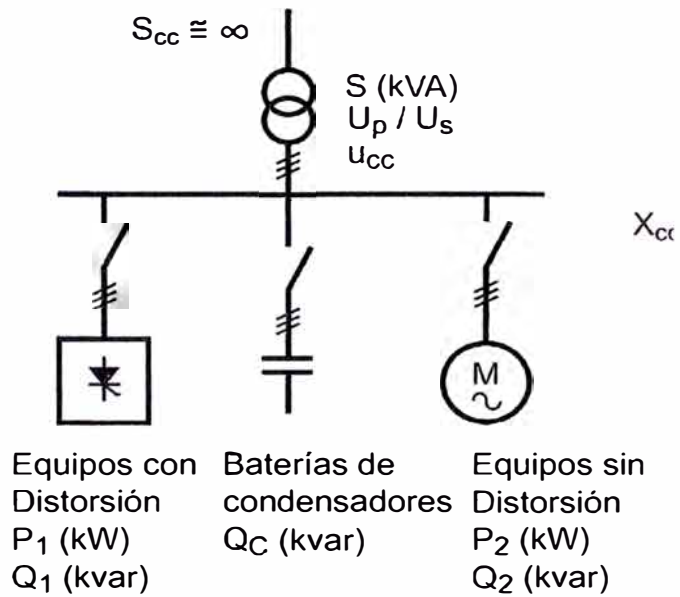 Scc ≅ ∞
S (kVA)
Up / Us
ucc
M
Equipos con
Distorsión
P1 (kW)
Q1 (kvar)
Baterías de
condensadores
QC (kvar)
Equipos sin
Distorsión
P2 (kW)
Q2 (kvar)